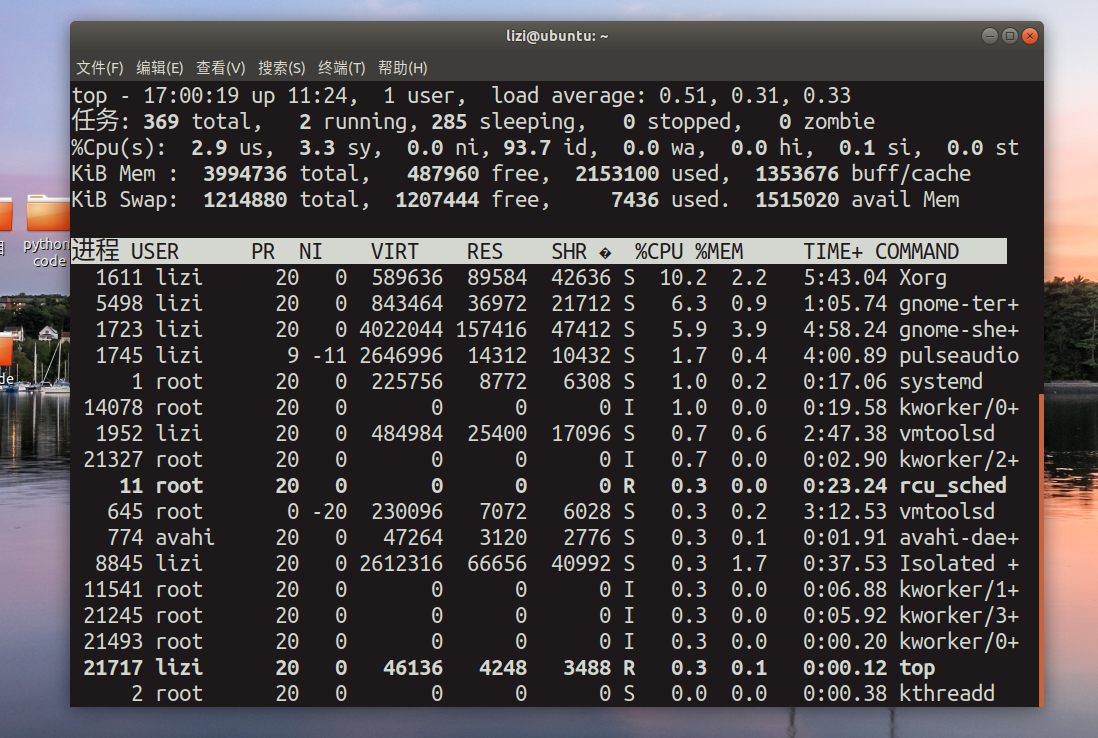 lizi@ubuntu: ~
文件(F) 编辑(E) 查看(V) 搜索(S) 终端(T) 帮助(H)
top - 17:00:19 up 11:24,  1 user,  load average: 0.51, 0.31, 0.33
任务: 369 total,   2 running, 285 sleeping,   0 stopped,   0 zombie
%Cpu(s):  2.9 us,  3.3 sy,  0.0 ni, 93.7 id,  0.0 wa,  0.0 hi,  0.1 si,  0.0 st
KiB Mem :  3994736 total,   487960 free,  2153100 used,  1353676 buff/cache
KiB Swap:  1214880 total,  1207444 free,     7436 used.  1515020 avail Mem
进程 USER      PR  NI    VIRT    RES    SHR �  %CPU %MEM     TIME+ COMMAND
1611 lizi      20   0  589636  89584  42636 S  10.2  2.2   5:43.04 Xorg
5498 lizi      20   0  843464  36972  21712 S   6.3  0.9   1:05.74 gnome-ter+
1723 lizi      20   0 4022044 157416  47412 S   5.9  3.9   4:58.24 gnome-she+
1745 lizi       9 -11 2646996  14312  10432 S   1.7  0.4   4:00.89 pulseaudio
1 root      20   0  225756   8772   6308 S   1.0  0.2   0:17.06 systemd
14078 root      20   0       0      0      0 I   1.0  0.0   0:19.58 kworker/0+
1952 lizi      20   0  484984  25400  17096 S   0.7  0.6   2:47.38 vmtoolsd
21327 root      20   0       0      0      0 I   0.7  0.0   0:02.90 kworker/2+
11 root      20   0       0      0      0 R   0.3  0.0   0:23.24 rcu_sched
645 root       0 -20  230096   7072   6028 S   0.3  0.2   3:12.53 vmtoolsd
774 avahi     20   0   47264   3120   2776 S   0.3  0.1   0:01.91 avahi-dae+
8845 lizi      20   0 2612316  66656  40992 S   0.3  1.7   0:37.53 Isolated +
11541 root      20   0       0      0      0 I   0.3  0.0   0:06.88 kworker/1+
21245 root      20   0       0      0      0 I   0.3  0.0   0:05.92 kworker/3+
21493 root      20   0       0      0      0 I   0.3  0.0   0:00.20 kworker/0+
21717 lizi      20   0   46136   4248   3488 R   0.3  0.1   0:00.12 top
2 root      20   0       0      0      0 S   0.0  0.0   0:00.38 kthreadd
python
code
de